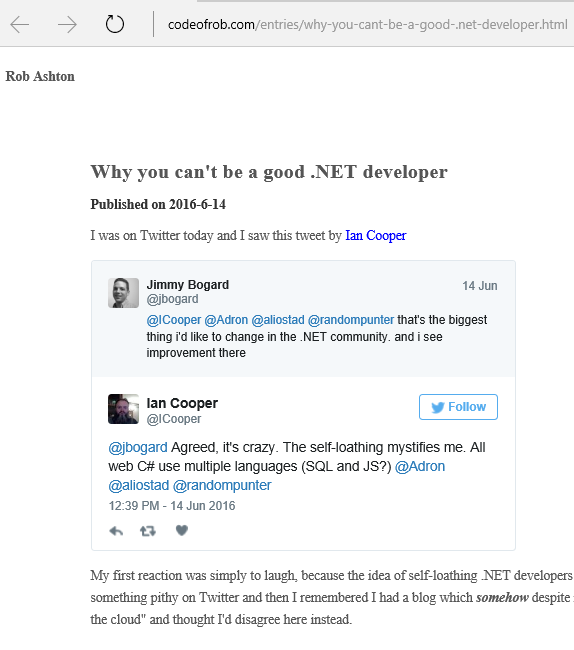 codeofrob.com/entries/why-you-cant-be-a-good-.net-developer.html
Rob Ashton
Why you can't be a good .NET developer
Published on 2016-6-14
I was on Twitter today and I saw this tweet by Ian Cooper
Jimmy Bogard
14 Jun
@jbogard
@ICooper @Adron @aliostad @randompunter that's the biggest
thing i'd like to change in the .NET community. and i see
improvement there
Ian Cooper
Follow
@ICooper
@jbogard Agreed, it's crazy. The self-loathing mystifies me. All
web C# use multiple languages (SQL and JS?) @Adron
@aliostad @randompunter
12:39 PM - 14 Jun 2016
My first reaction was simply to laugh, because the idea of self-loathing .NET developers
something pithy on Twitter and then I remembered I had a blog which somehow despite
the cloud" and thought I'd disagree here instead.